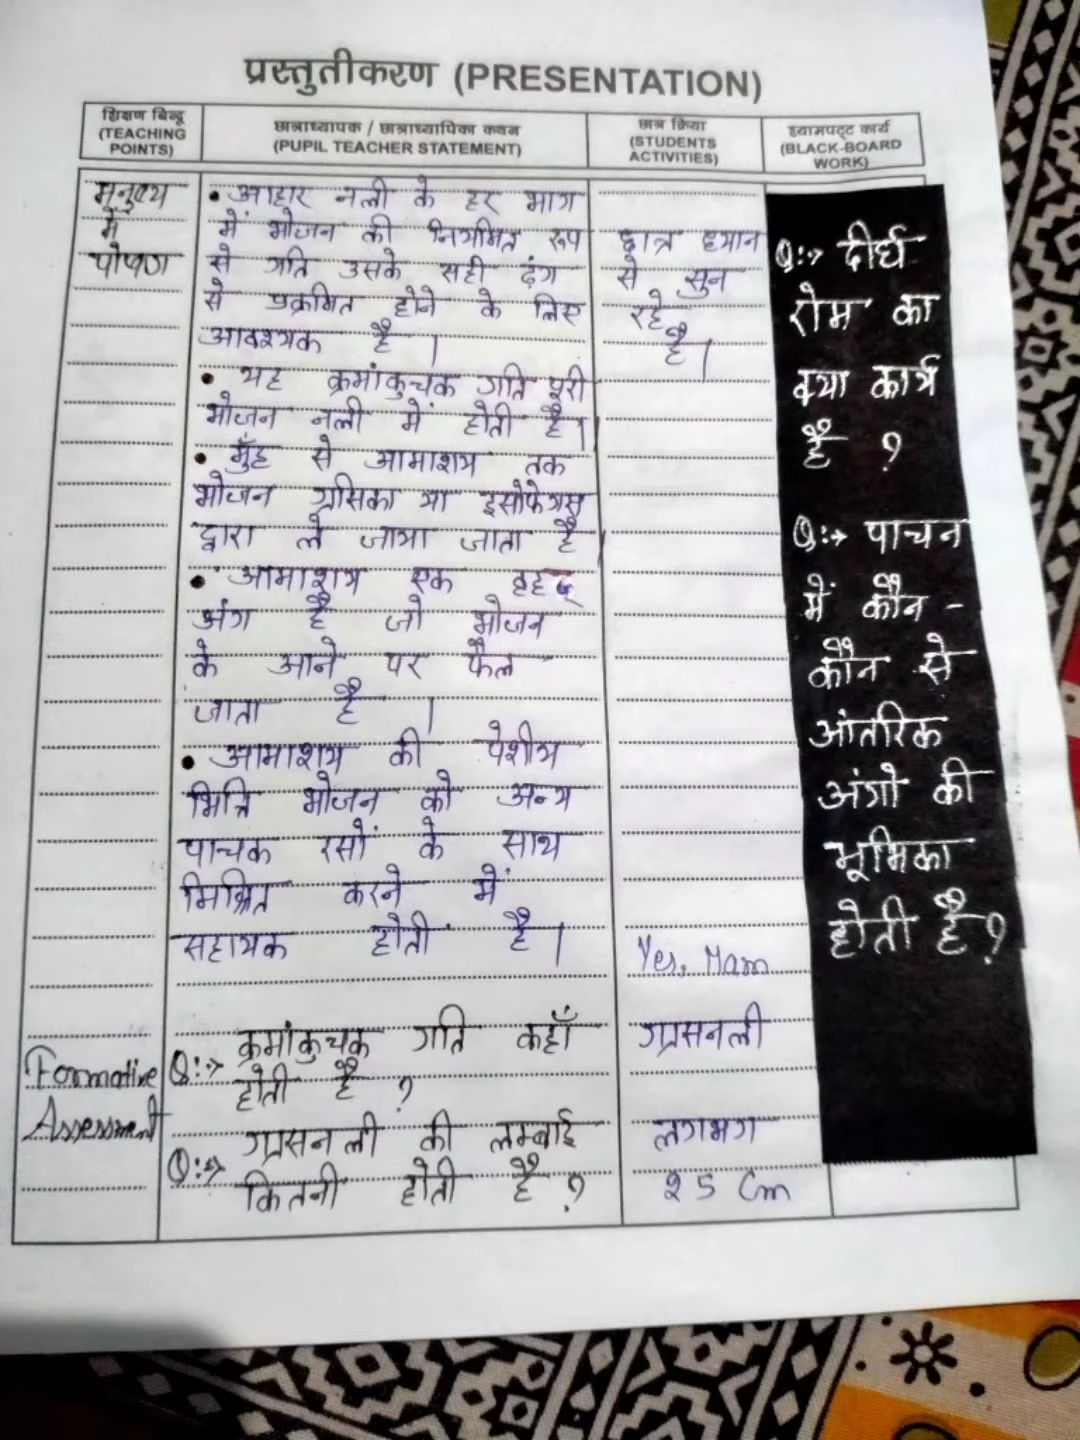 प्रस्तुतीकरण (PRESENTATION)
शिक्षण बिन्दू
(TEACHING
POINTS)
छात्राध्यापक / छात्राध्यापिका कथन
(PUPIL TEACHER STATEMENT)
छात्र क्रिया
(STUDENTS
ACTIVITIES)
श्यामपट्ट कार्य
(BLACK-BOARD
WORK)
मनुष्य
में
पोषण
• आहार नली के हर भाग
में भोजन की नियमित रूप
से गति उसके सही ढंग
से प्रक्रमित होने के लिए
आवश्यक है।
• यह क्रमांकुचक गति पूरी
भोजन नली में होती है।
• मुँह से आमाशय तक
भोजन ग्रसिका या इसोफेगस
द्वारा ले जाया जाता है।
• आमाशय एक वृहद्
अंग है जो भोजन
के आने पर फैल
जाता है।
• आमाशय की पेशीय
भित्ति भोजन को अन्य
पाचक रसों के साथ
मिश्रित करने में
सहायक होती है।
छात्र ध्यान
से सुन
रहे
है।
Yes, Mam
Q:→ दीर्घ
रोम का
क्या कार्य
है ?
Q:→ पाचन
में कौन -
कौन से
आंतरिक
अंगो की
भूमिका
होती है?
Formative
Assessment
Q:→ क्रमांकुचक गति कहाँ
होती है ?
ग्रासनली
Q:→ ग्रासनली की लम्बाई
कितनी होती है ?
लगभग
25 Cm